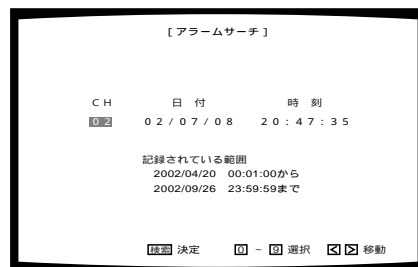 [アラームサーチ]
CH 日付 時刻
02 02/07/08 20:47:35
記録されている範囲
2002/04/20 00:01:00から
2002/09/26 23:59:59まで
検索 決定 0 ~ 9 選択 < > 移動